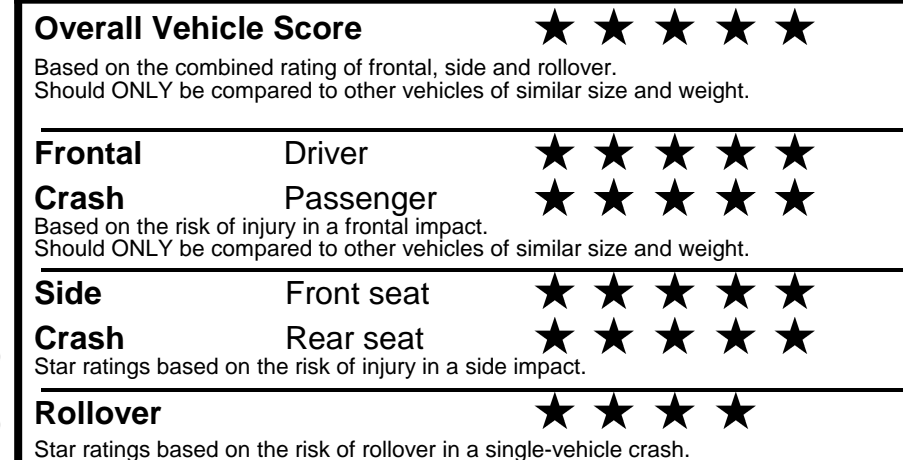 Overall Vehicle Score ★ ★ ★ ★ ★
Based on the combined rating of frontal, side and rollover.
Should ONLY be compared to other vehicles of similar size and weight.
Frontal Driver ★ ★ ★ ★ ★
Crash Passenger ★ ★ ★ ★ ★
Based on the risk of injury in a frontal impact.
Should ONLY be compared to other vehicles of similar size and weight.
Side Front seat ★ ★ ★ ★ ★
Crash Rear seat ★ ★ ★ ★ ★
Star ratings based on the risk of injury in a side impact.
Rollover ★ ★ ★ ★
Star ratings based on the risk of rollover in a single-vehicle crash.